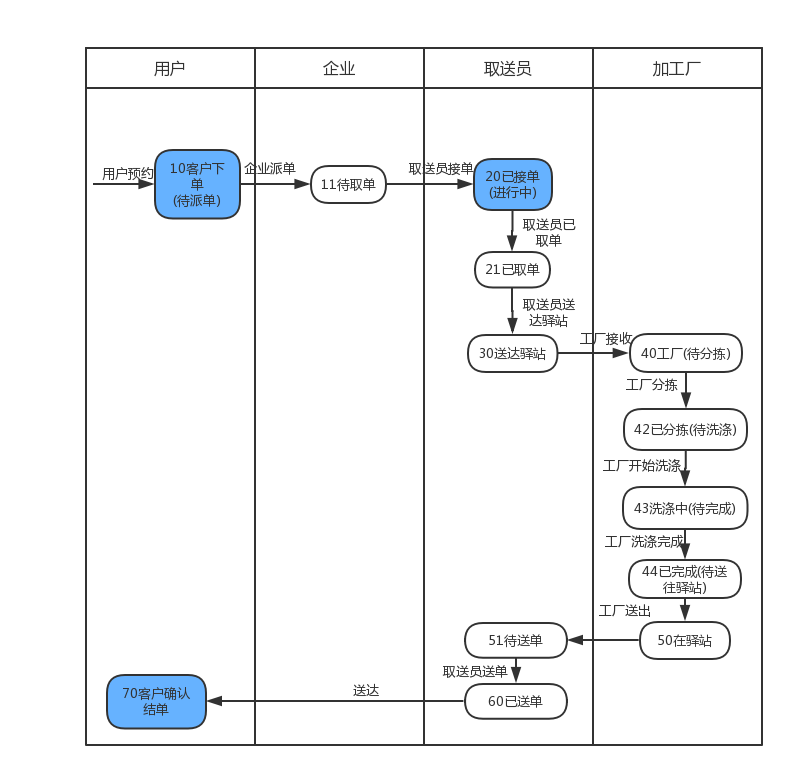 用户
企业
取送员
加工厂
用户预约
10客户下
单
(待派单)
企业派单
11待取单
取送员接单
20已接单
(进行中)
取送员已
取单
21已取单
取送员送
达驿站
30送达驿站
工厂接收
40工厂(待分拣)
工厂分拣
42已分拣(待洗涤)
工厂开始洗涤
43洗涤中(待完成)
工厂洗涤完成
44已完成(待送
往驿站)
工厂送出
50在驿站
51待送单
取送员送单
60已送单
送达
70客户确认
结单